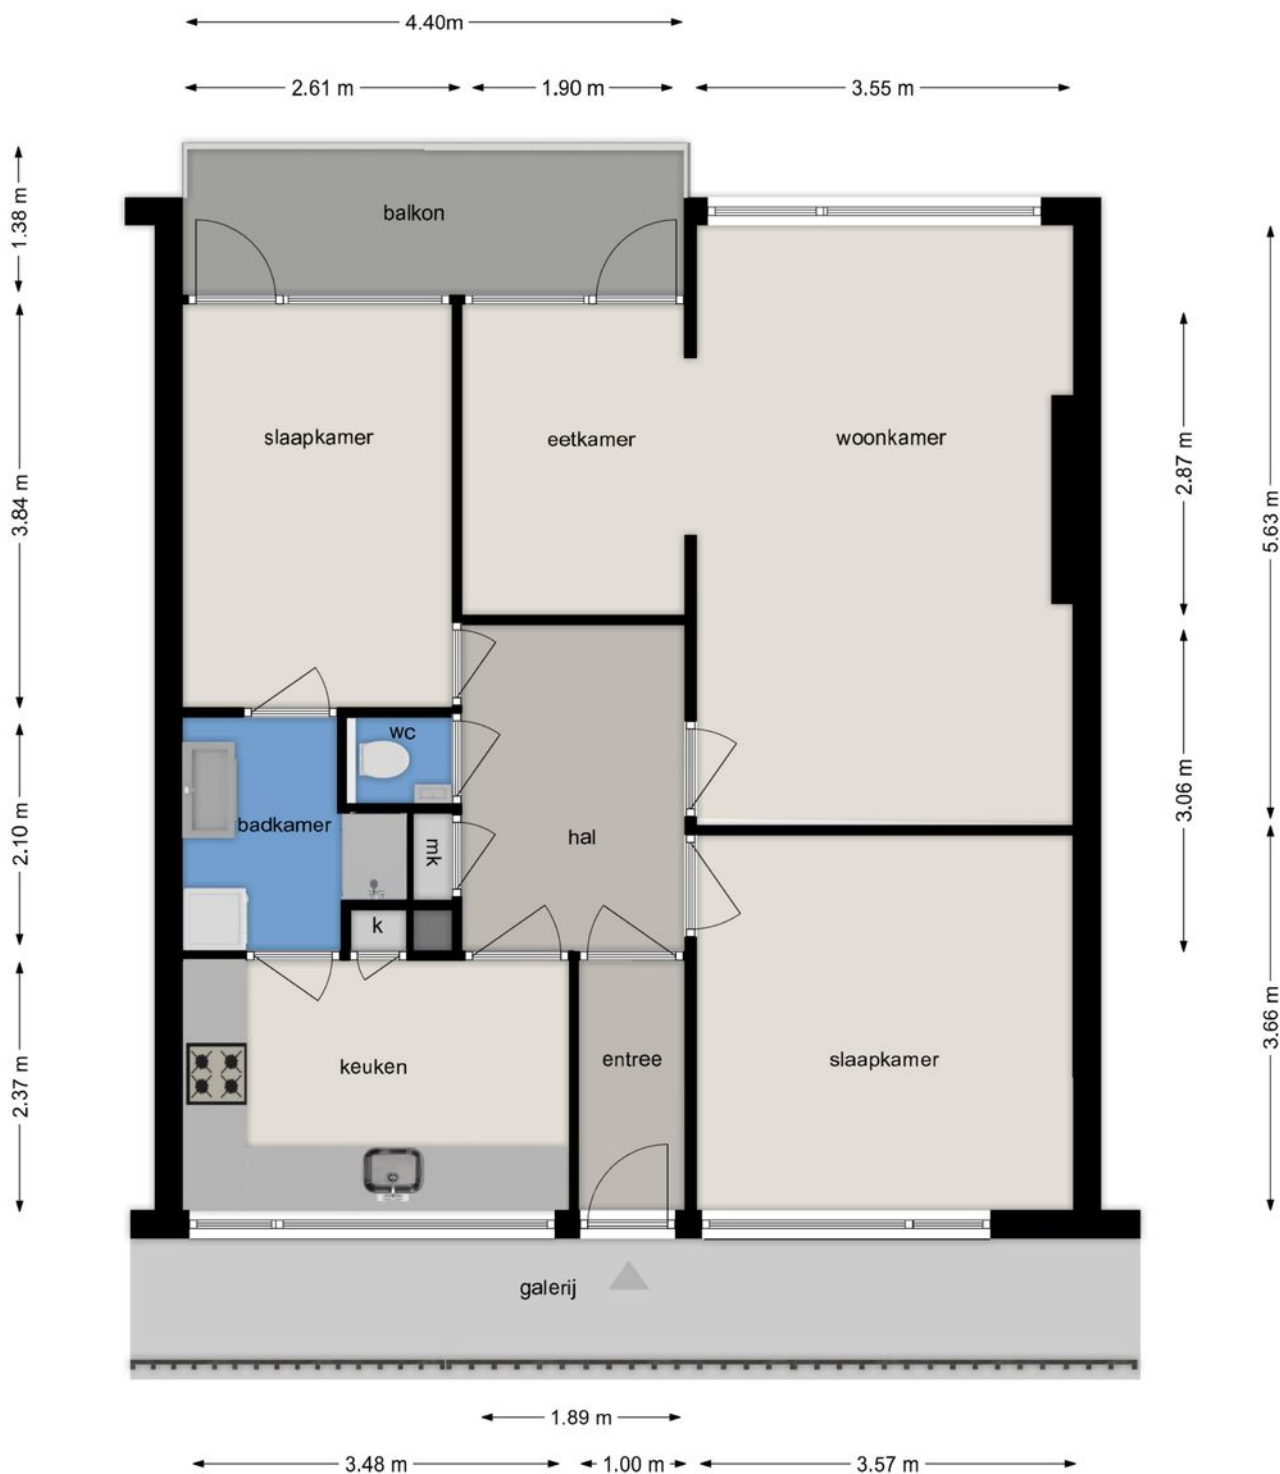 4.40m
2.61 m
1.90 m
3.55 m
1.38 m
balkon
slaapkamer
eetkamer
woonkamer
2.87 m
5.63 m
3.84 m
wc
badkamer
mk
hal
3.06 m
2.10 m
k
keuken
entree
slaapkamer
3.66 m
2.37 m
galerij
1.89 m
3.48 m
1.00 m
3.57 m